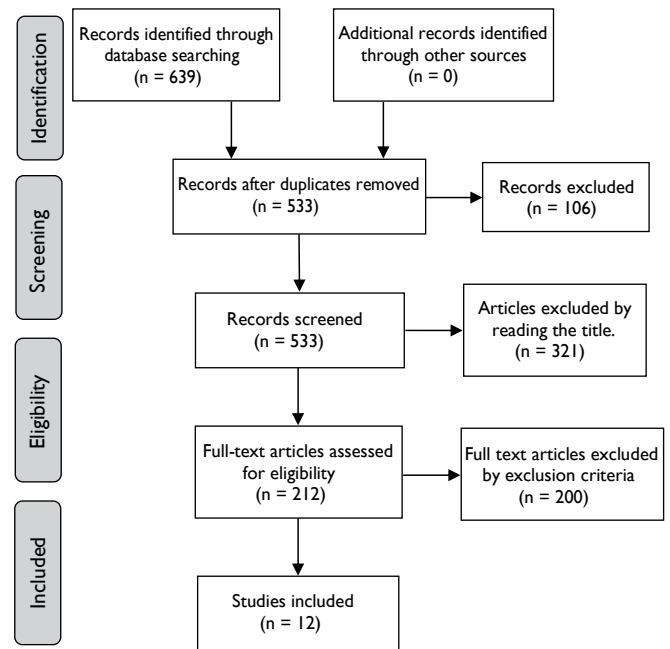 Identification
Records identified through
database searching
(n = 639)
Additional records identified
through other sources
(n = 0)
Screening
Records after duplicates removed
(n = 533)
Records excluded
(n = 106)
Records screened
(n = 533)
Articles excluded by
reading the title.
(n = 321)
Eligibility
Full-text articles assessed
for eligibility
(n = 212)
Full text articles excluded
by exclusion criteria
(n = 200)
Included
Studies included
(n = 12)